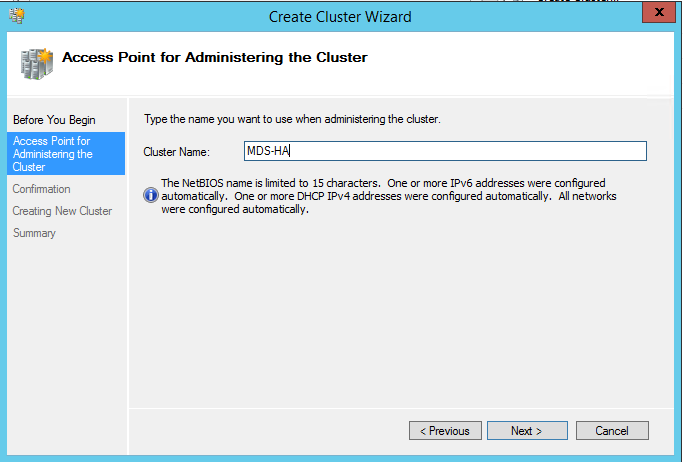 Create Cluster Wizard
x
Access Point for Administering the Cluster
Before You Begin
Access Point for
Administering the
Cluster
Confirmation
Creating New Cluster
Summary
Type the name you want to use when administering the cluster.
Cluster Name:
MDS-HA
The NetBIOS name is limited to 15 characters. One or more IPv6 addresses were configured
automatically. One or more DHCP IPv4 addresses were configured automatically. All networks
were configured automatically.
< Previous
Next >
Cancel